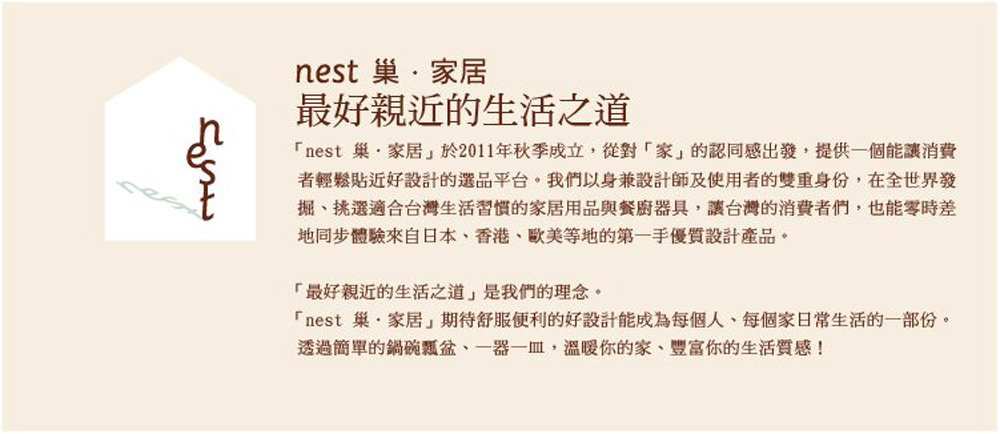 nest
nest
nest 巢．家居
最好親近的生活之道
「nest 巢．家居」於2011年秋季成立，從對「家」的認同感出發，提供一個能讓消費
者輕鬆貼近好設計的選品平台。我們以身兼設計師及使用者的雙重身份，在全世界發
掘、挑選適合台灣生活習慣的家居用品與餐廚器具，讓台灣的消費者們，也能零時差
地同步體驗來自日本、香港、歐美等地的第一手優質設計產品。
「最好親近的生活之道」是我們的理念。
「nest 巢．家居」期待舒服便利的好設計能成為每個人、每個家日常生活的一部份。
透過簡單的鍋碗瓢盆、一器一皿，溫暖你的家、豐富你的生活質感！